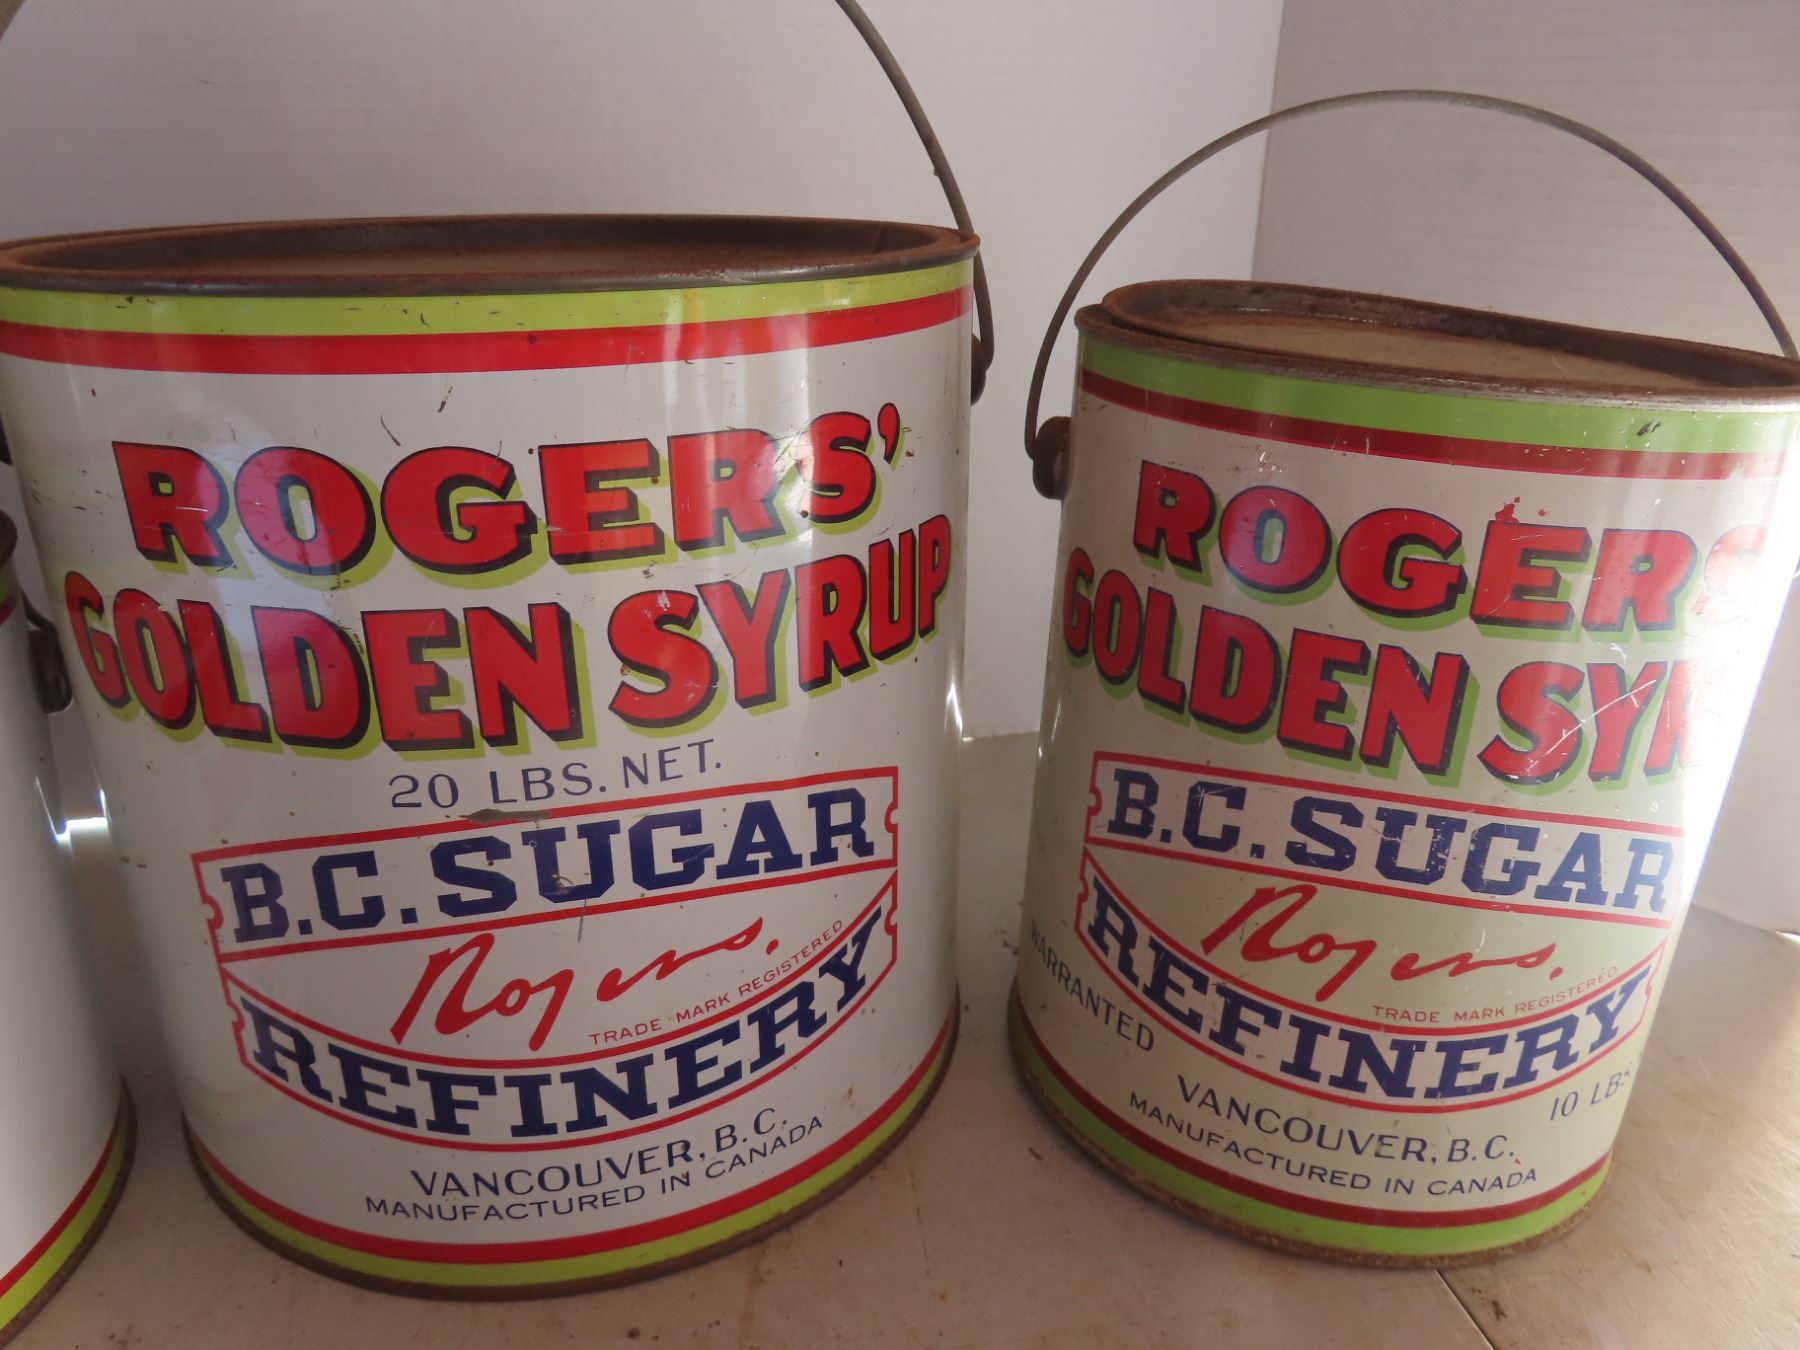 ROGERS'
GOLDEN SYRUP
20 LBS. NET.
B.C. SUGAR
Rogers.
TRADE MARK REGISTERED
REFINERY
VANCOUVER, B.C.
MANUFACTURED IN CANADA
ROGERS
GOLDEN SYR
B.C. SUGAR
Rogers.
TRADE MARK REGISTERED
REFINERY
WARRANTED
10 LBS
VANCOUVER, B.C.
MANUFACTURED IN CANADA